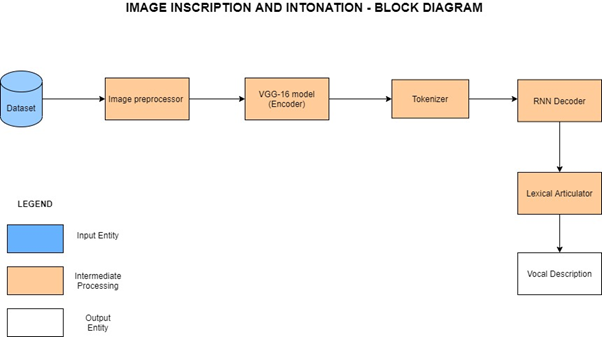 IMAGE INSCRIPTION AND INTONATION - BLOCK DIAGRAM
Dataset
Image preprocessor
VGG-16 model
(Encoder)
Tokenizer
RNN Decoder
Lexical Articulator
Vocal Description
LEGEND
Input Entity
Intermediate
Processing
Output
Entity